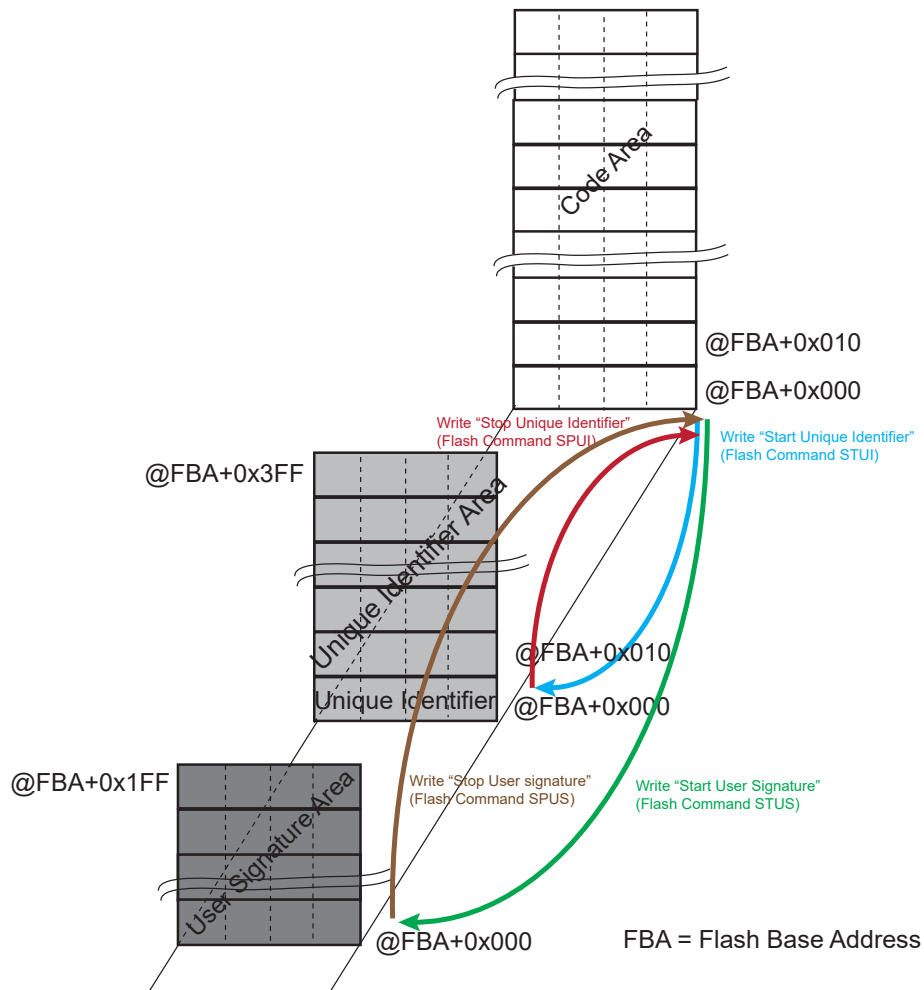 Code Area
@FBA+0x010
@FBA+0x000
Write “Stop Unique Identifier”
(Flash Command SPUI)
Write “Start Unique Identifier”
(Flash Command STUI)
@FBA+0x3FF
Unique Identifier Area
@FBA+0x010
Unique Identifier
@FBA+0x000
@FBA+0x1FF
User Signature Area
Write “Stop User signature”
(Flash Command SPUS)
Write “Start User Signature”
(Flash Command STUS)
@FBA+0x000
FBA = Flash Base Address